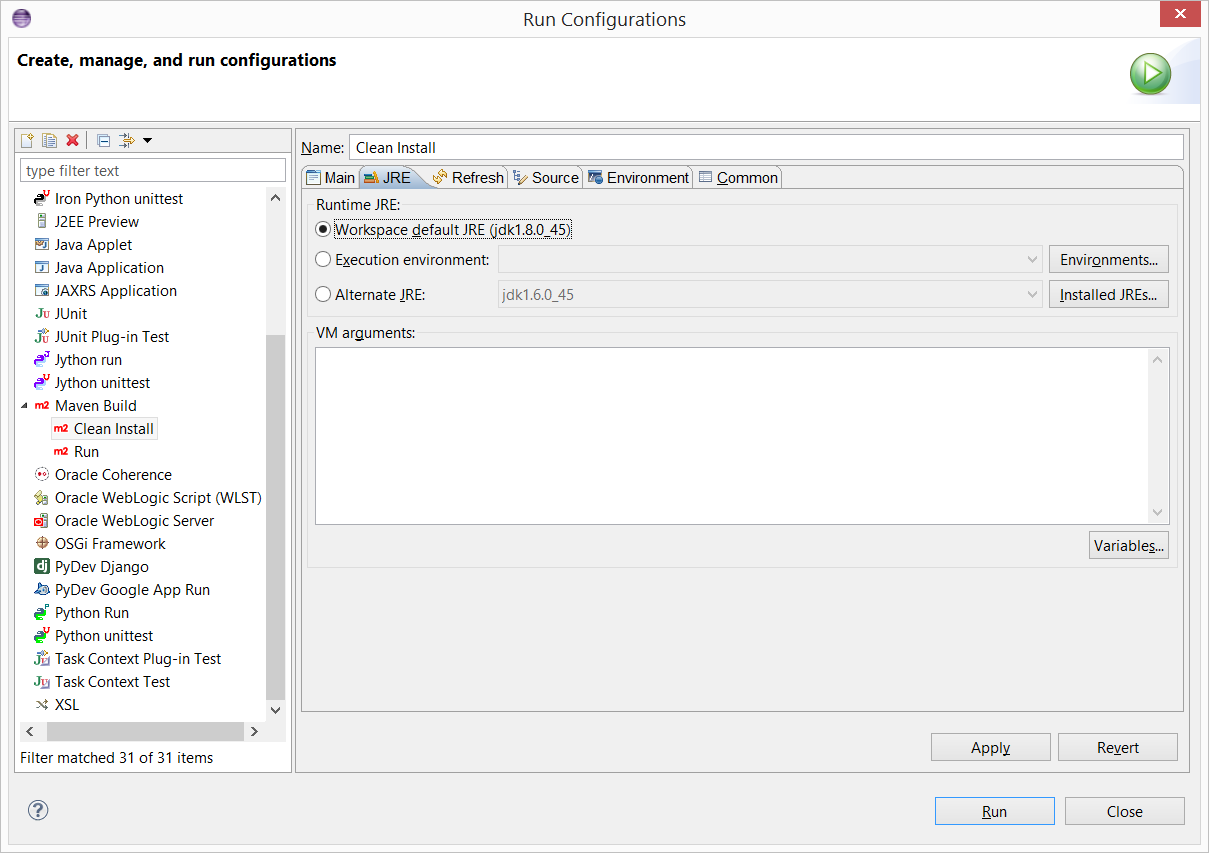 Run Configurations
Create, manage, and run configurations
type filter text
Iron Python unittest
J2EE Preview
Java Applet
Java Application
JAXRS Application
JUnit
JUnit Plug-in Test
Jython run
Jython unittest
Maven Build
Clean Install
Run
Oracle Coherence
Oracle WebLogic Script (WLST)
Oracle WebLogic Server
OSGi Framework
PyDev Django
PyDev Google App Run
Python Run
Python unittest
Task Context Plug-in Test
Task Context Test
XSL
Filter matched 31 of 31 items
Name: Clean Install
Main JRE Refresh Source Environment Common
Runtime JRE:
Workspace default JRE (jdk1.8.0_45)
Execution environment: Environments...
Alternate JRE: jdk1.6.0_45 Installed JREs...
VM arguments:
Variables...
Apply Revert
Run Close